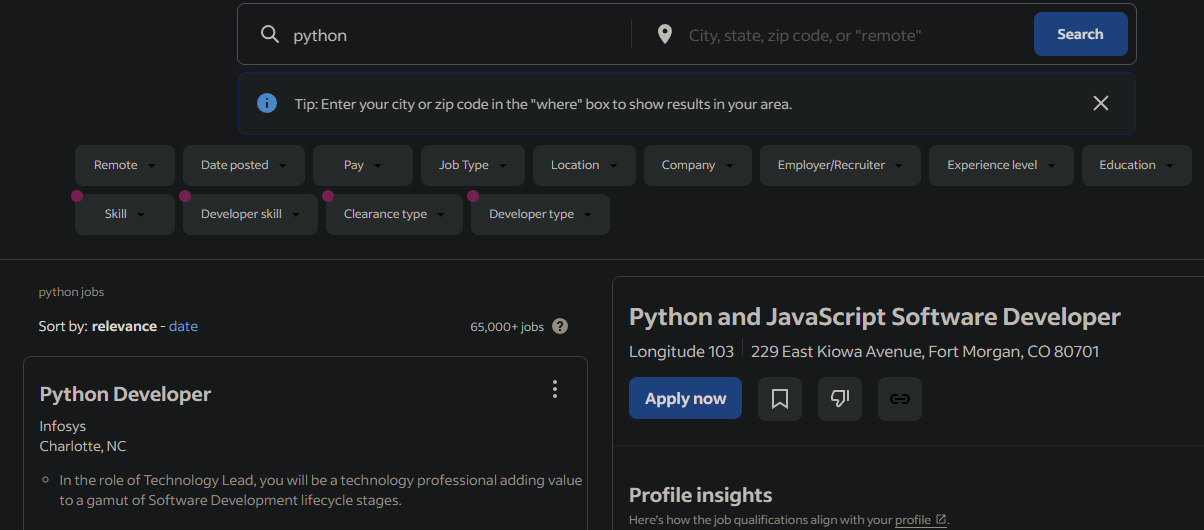 python
City, state, zip code, or "remote"
Search
Tip: Enter your city or zip code in the "where" box to show results in your area.
Remote
Date posted
Pay
Job Type
Location
Company
Employer/Recruiter
Experience level
Education
Skill
Developer skill
Clearance type
Developer type
python jobs
Sort by: relevance - date
65,000+ jobs ?
Python Developer
Infosys
Charlotte, NC
In the role of Technology Lead, you will be a technology professional adding value
to a gamut of Software Development lifecycle stages.
Python and JavaScript Software Developer
Longitude 103 | 229 East Kiowa Avenue, Fort Morgan, CO 80701
Apply now
Profile insights
Here's how the job qualifications align with your profile.